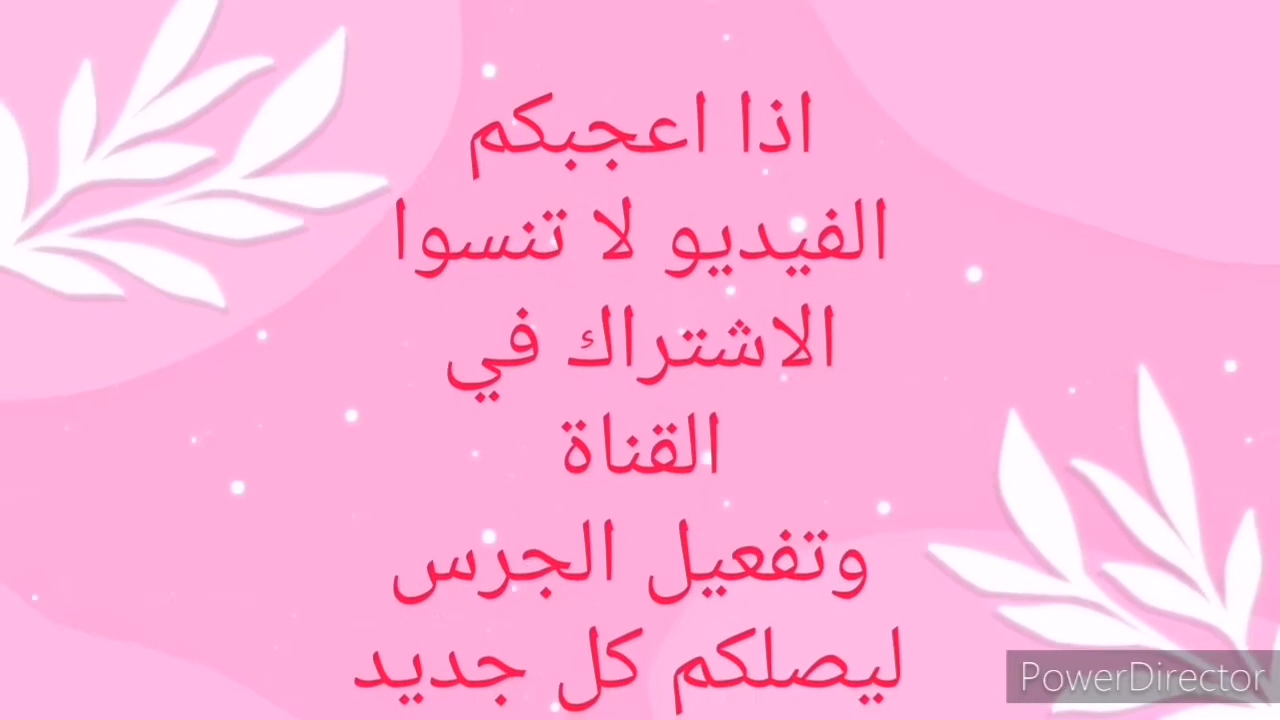 اذا اعجبكم
الفيديو لا تنسوا
الاشتراك في
القناة
وتفعيل الجرس
ليصلكم كل جديد
PowerDirector